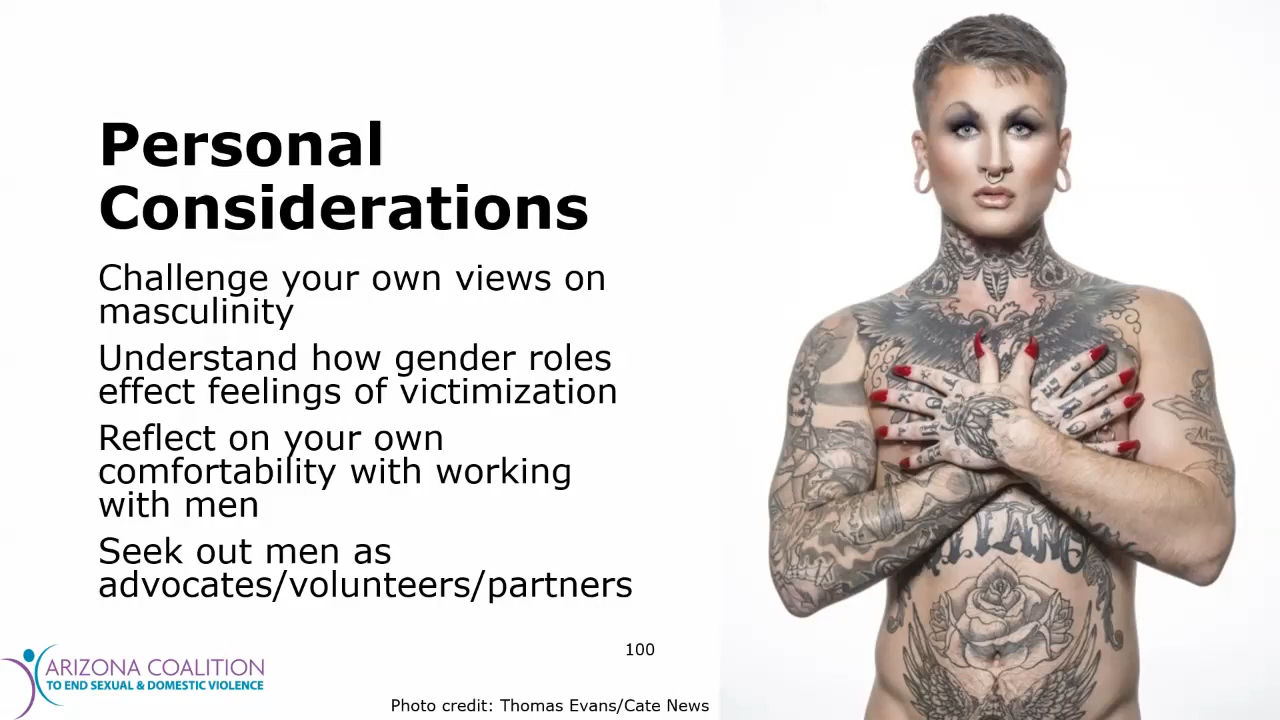 Personal
Considerations
Challenge your own views on
masculinity
Understand how gender roles
effect feelings of victimization
Reflect on your own
comfortability with working
with men
Seek out men as
advocates/volunteers/partners
100
ARIZONA COALITION
TO END SEXUAL & DOMESTIC VIOLENCE
Photo credit: Thomas Evans/Cate News